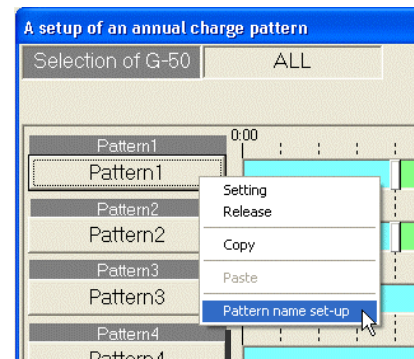 A setup of an annual charge pattern
Selection of G-50 ALL
0:00
Pattern1
Pattern1
Setting
Pattern2
Release
Pattern2
Copy
Pattern3
Paste
Pattern3
Pattern name set-up
Pattern4
Pattern4